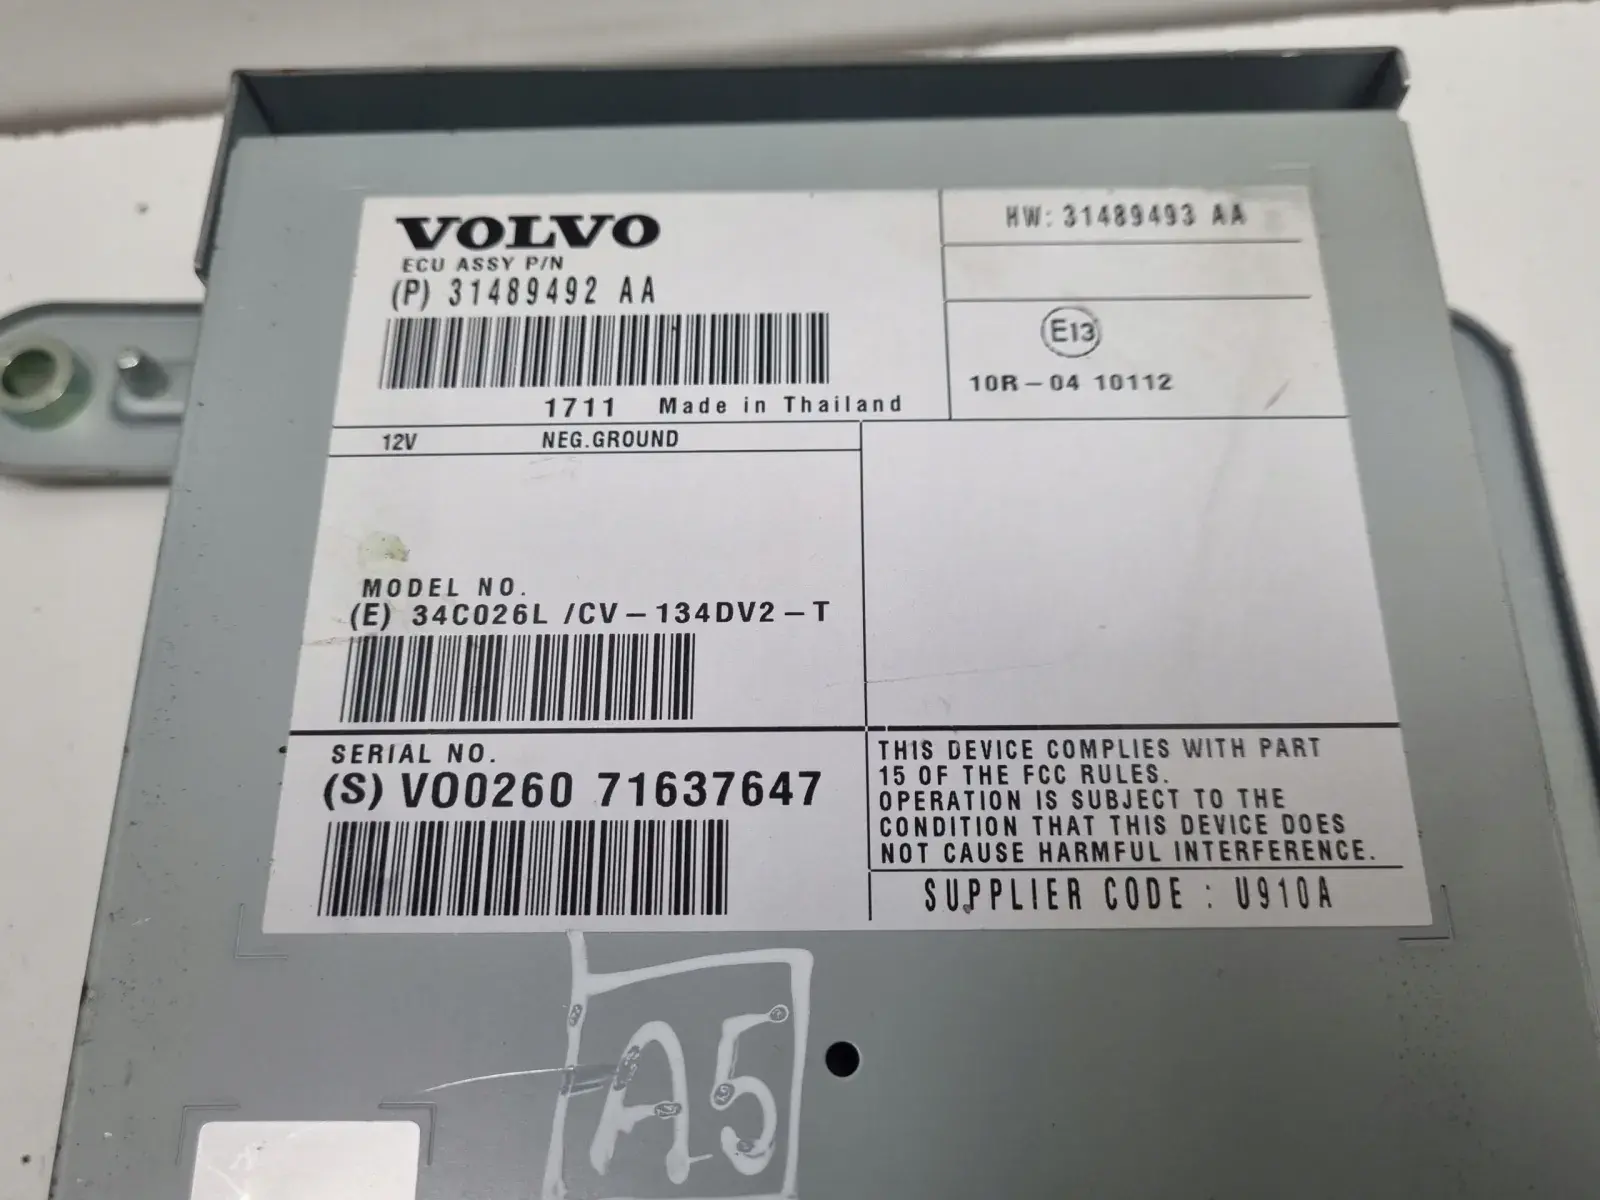 VOLVO
ECU ASSY P/N
(P) 31489492 AA
1711 Made in Thailand
HW: 31489493 AA
E13
10R-04 10112
12V NEG.GROUND
MODEL NO.
(E) 34C026L /CV-134DV2-T
SERIAL NO.
(S) VO0260 71637647
THIS DEVICE COMPLIES WITH PART
15 OF THE FCC RULES.
OPERATION IS SUBJECT TO THE
CONDITION THAT THIS DEVICE DOES
NOT CAUSE HARMFUL INTERFERENCE.
SUPPLIER CODE : U910A
A5